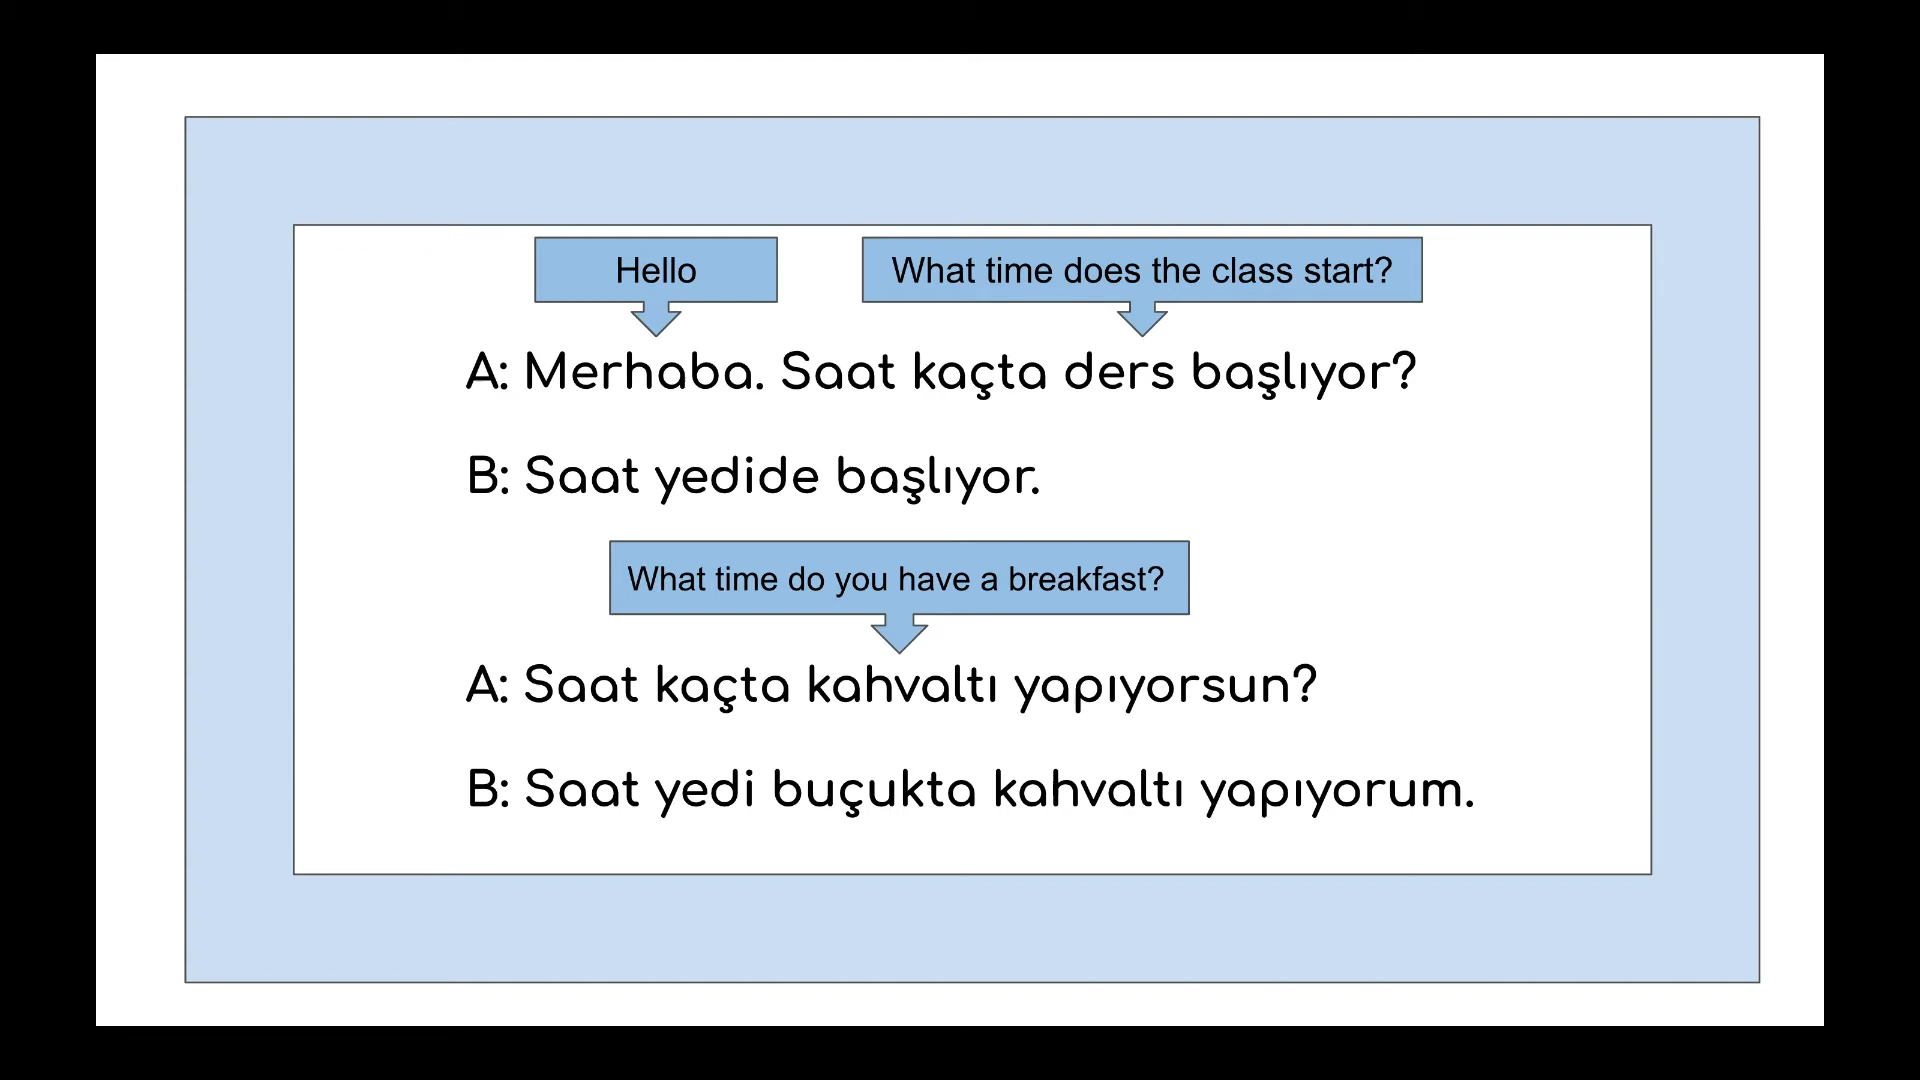 Hello
What time does the class start?
A: Merhaba. Saat kaçta ders başlıyor?
B: Saat yedide başlıyor.
What time do you have a breakfast?
A: Saat kaçta kahvaltı yapıyorsun?
B: Saat yedi buçukta kahvaltı yapıyorum.